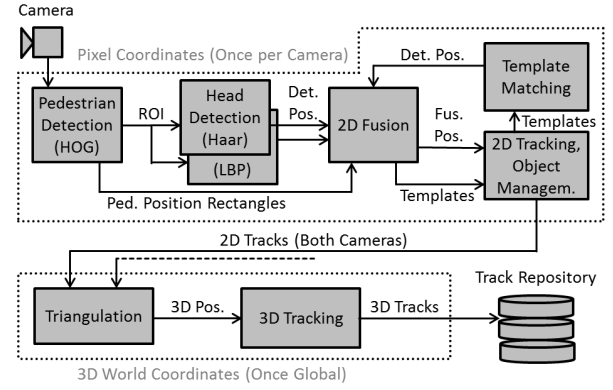 Camera
Pixel Coordinates (Once per Camera)
Pedestrian
Detection
(HOG)
ROI
Head
Detection
(Haar)
(LBP)
Det.
Pos.
2D Fusion
Det. Pos.
Template
Matching
Templates
Fus.
Pos.
2D Tracking,
Object
Managem.
Templates
Ped. Position Rectangles
2D Tracks (Both Cameras)
Triangulation
3D Pos.
3D Tracking
3D Tracks
Track Repository
3D World Coordinates (Once Global)